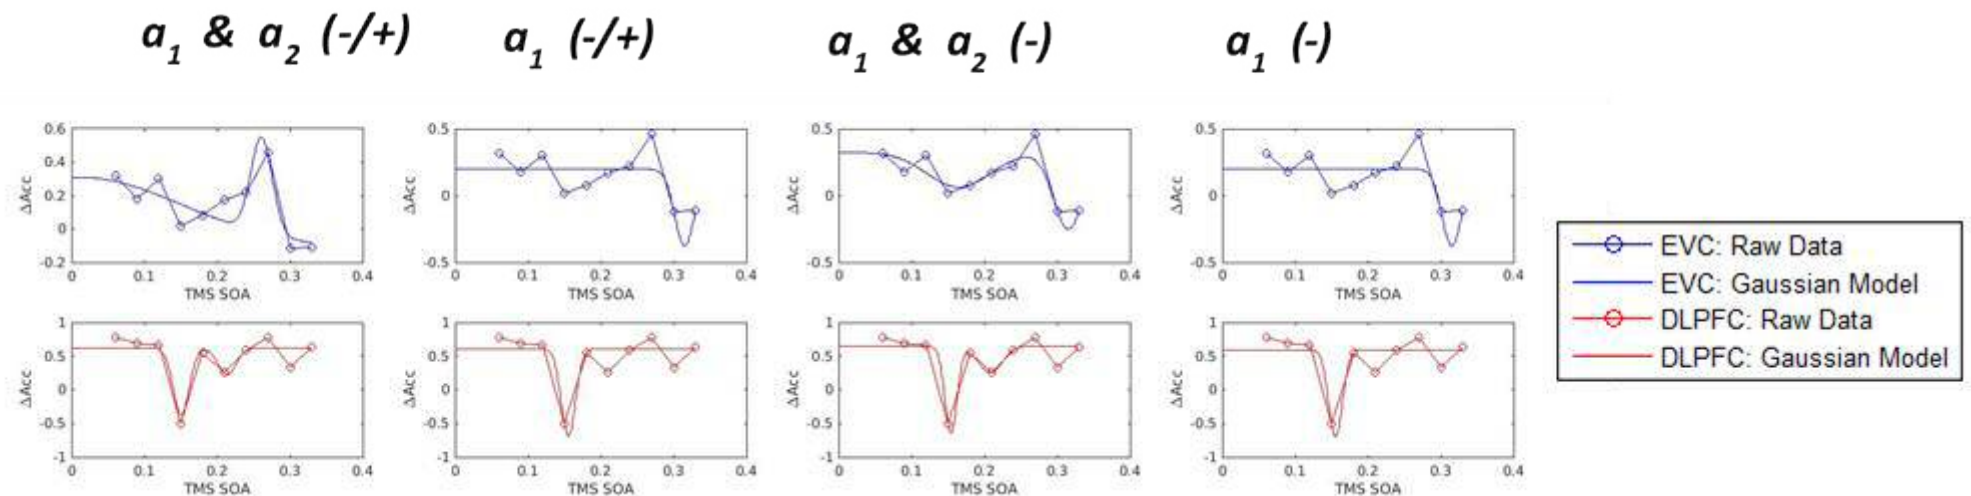 a1 & a2 (-/+)
a1 (-/+)
a1 & a2 (-)
a1 (-)
ΔAcc
0.6
0.4
0.2
0
-0.2
0 0.1 0.2 0.3 0.4
TMS SOA
ΔAcc
0.5
0
-0.5
0 0.1 0.2 0.3 0.4
TMS SOA
ΔAcc
0.5
0
-0.5
0 0.1 0.2 0.3 0.4
TMS SOA
ΔAcc
0.5
0
-0.5
0 0.1 0.2 0.3 0.4
TMS SOA
ΔAcc
1
0.5
0
-0.5
-1
0 0.1 0.2 0.3 0.4
TMS SOA
ΔAcc
1
0.5
0
-0.5
-1
0 0.1 0.2 0.3 0.4
TMS SOA
ΔAcc
1
0.5
0
-0.5
-1
0 0.1 0.2 0.3 0.4
TMS SOA
ΔAcc
1
0.5
0
-0.5
-1
0 0.1 0.2 0.3 0.4
TMS SOA
EVC: Raw Data
EVC: Gaussian Model
DLPFC: Raw Data
DLPFC: Gaussian Model